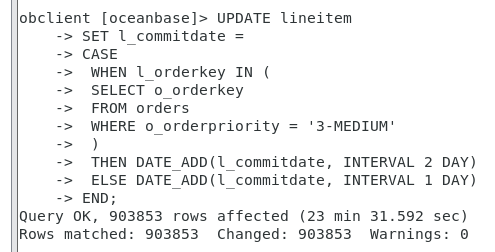 obclient [oceanbase]> UPDATE lineitem
    -> SET l_commitdate =
    -> CASE
    ->  WHEN l_orderkey IN (
    ->  SELECT o_orderkey
    ->  FROM orders
    ->  WHERE o_orderpriority = '3-MEDIUM'
    ->  )
    ->  THEN DATE_ADD(l_commitdate, INTERVAL 2 DAY)
    ->  ELSE DATE_ADD(l_commitdate, INTERVAL 1 DAY)
    -> END;
Query OK, 903853 rows affected (23 min 31.592 sec)
Rows matched: 903853  Changed: 903853  Warnings: 0